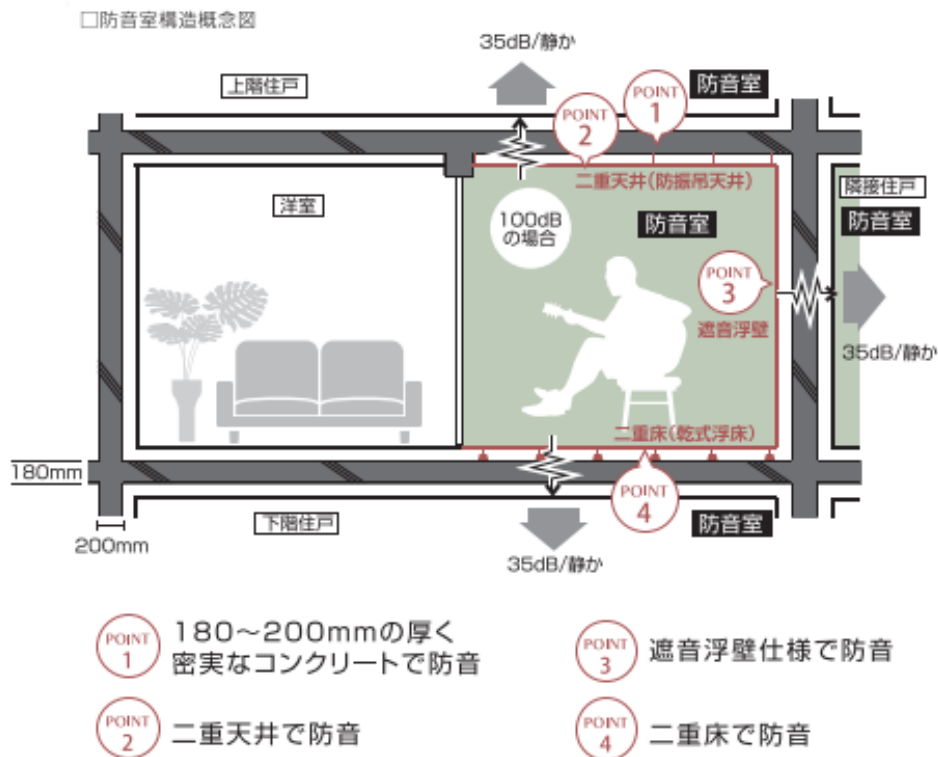 □防音室構造概念図
35dB/静か
上階住戸
防音室
POINT
1
POINT
2
二重天井(防振吊天井)
洋室
100dB
の場合
防音室
隣接住戸
防音室
POINT
3
遮音浮壁
35dB/静か
二重床(乾式浮床)
180mm
POINT
4
下階住戸
防音室
200mm
35dB/静か
POINT
1
180〜200mmの厚く
密実なコンクリートで防音
POINT
3
遮音浮壁仕様で防音
POINT
2
二重天井で防音
POINT
4
二重床で防音